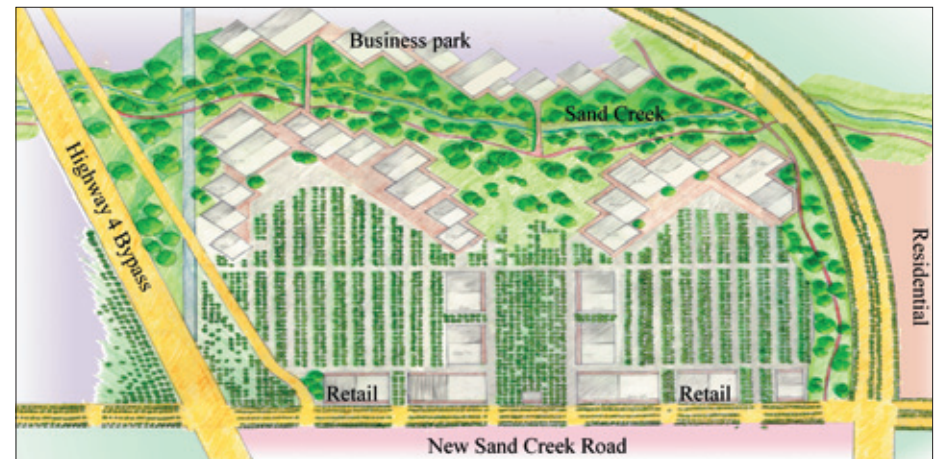 Business park
Sand Creek
Highway 4 Bypass
Residential
Retail
Retail
New Sand Creek Road